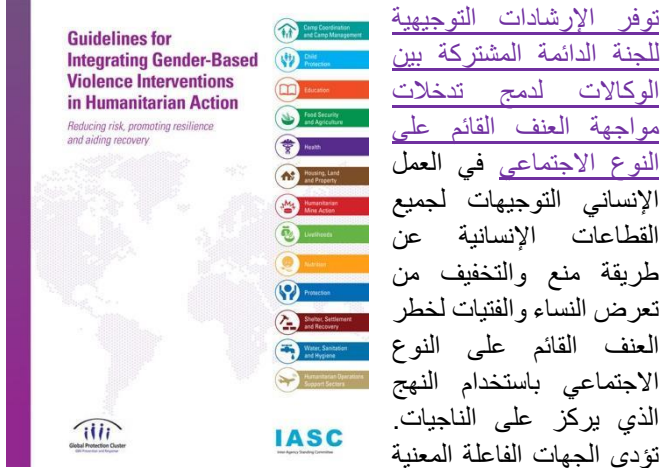 Guidelines for
Integrating Gender-Based
Violence Interventions
in Humanitarian Action
Reducing risk, promoting resilience
and aiding recovery
Camp Coordination
and Camp Management
Child
Protection
Education
Food Security
and Agriculture
Health
Housing, Land
and Property
Humanitarian
Mine Action
Livelihoods
Nutrition
Protection
Shelter, Settlement
and Recovery
Water, Sanitation
and Hygiene
Humanitarian Operations
Support Sectors
Global Protection Cluster
IASC
Inter-Agency Standing Committee
توفر الإرشادات التوجيهية
للجنة الدائمة المشتركة بين
الوكالات لدمج تدخلات
مواجهة العنف القائم على
النوع الاجتماعي في العمل
الإنساني التوجيهات لجميع
القطاعات الإنسانية عن
طريقة منع والتخفيف من
تعرض النساء والفتيات لخطر
العنف القائم على النوع
الاجتماعي باستخدام النهج
الذي يركز على الناجيات.
تؤدي الجهات الفاعلة المعنية